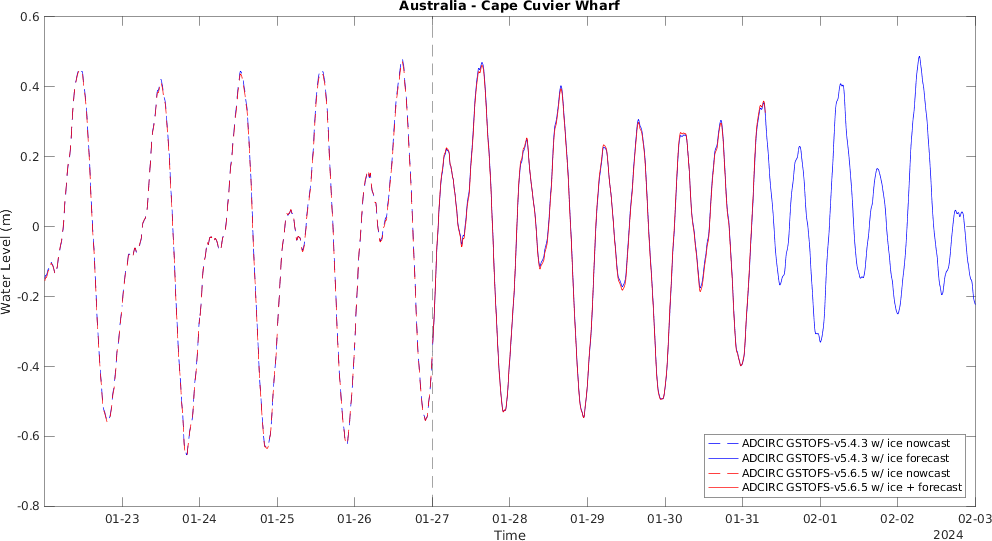 Australia - Cape Cuvier Wharf
0.6
0.4
0.2
0
-0.2
-0.4
-0.6
-0.8
Water Level (m)
ADCIRC GSTOFS-v5.4.3 w/ ice nowcast
ADCIRC GSTOFS-v5.4.3 w/ ice forecast
ADCIRC GSTOFS-v5.6.5 w/ ice nowcast
ADCIRC GSTOFS-v5.6.5 w/ ice + forecast
01-23 01-24 01-25 01-26 01-27 01-28 01-29 01-30 01-31 02-01 02-02 02-03
Time
2024